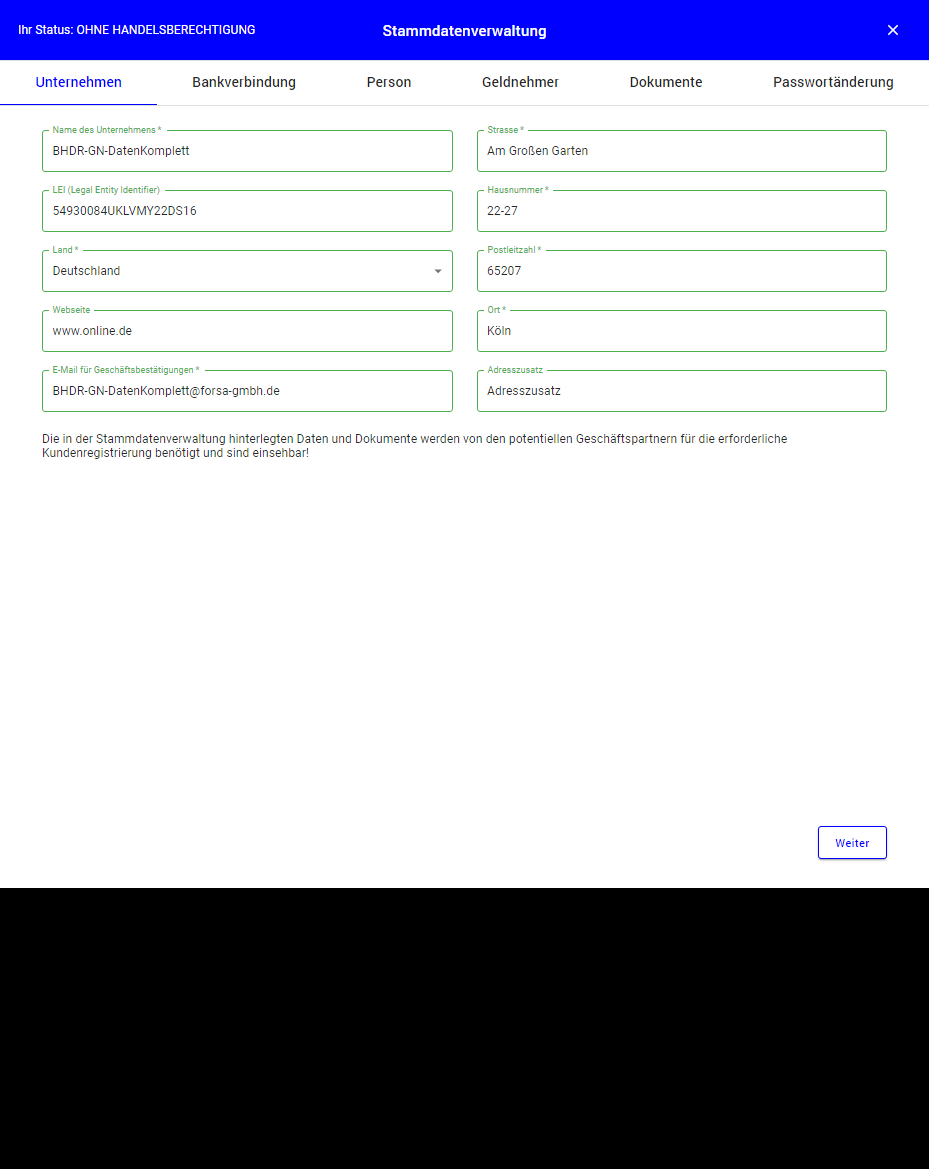 Ihr Status: OHNE HANDELSBERECHTIGUNG
Stammdatenverwaltung
Unternehmen
Bankverbindung
Person
Geldnehmer
Dokumente
Passwortänderung
Name des Unternehmens *
BHDR-GN-DatenKomplett
Strasse *
Am Großen Garten
LEI (Legal Entity Identifier)
54930084UKLVMY22DS16
Hausnummer *
22-27
Land *
Deutschland
Postleitzahl *
65207
Webseite
www.online.de
Ort *
Köln
E-Mail für Geschäftsbestätigungen *
BHDR-GN-DatenKomplett@forsa-gmbh.de
Adresszusatz
Adresszusatz
Die in der Stammdatenverwaltung hinterlegten Daten und Dokumente werden von den potentiellen Geschäftspartnern für die erforderliche
Kundenregistrierung benötigt und sind einsehbar!
Weiter